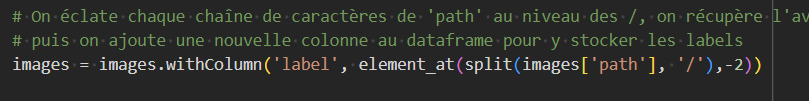 # On éclate chaque chaîne de caractères de 'path' au niveau des /, on récupère
# puis on ajoute une nouvelle colonne au dataframe pour y stocker les labels
images = images.withColumn('label', element_at(split(images['path'], '/'),-2))